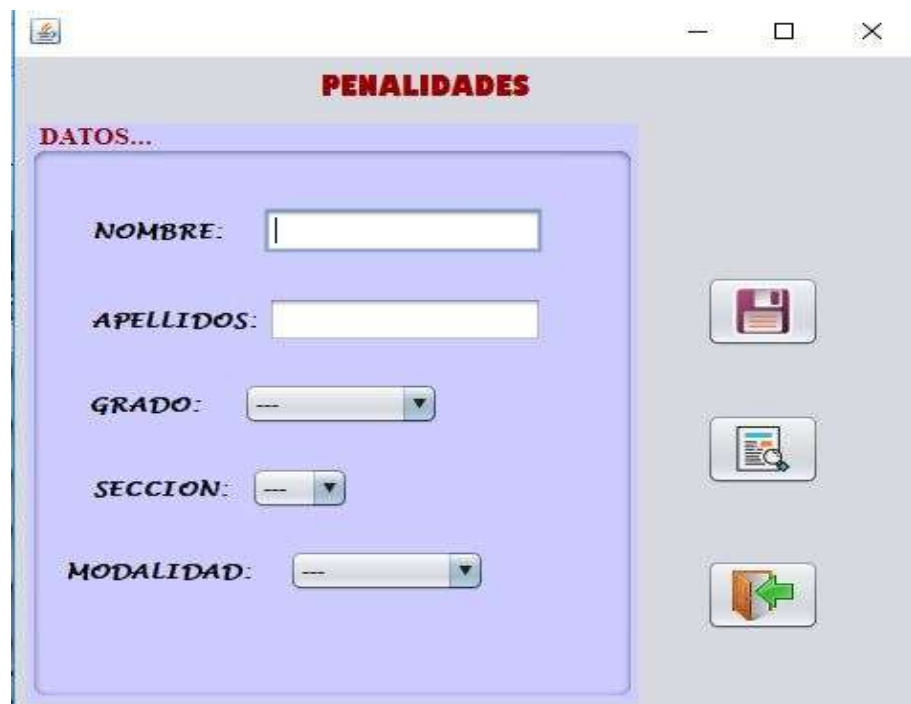 PENALIDADES
DATOS...
NOMBRE:
APELLIDOS:
GRADO: ---
SECCION: ---
MODALIDAD: ---